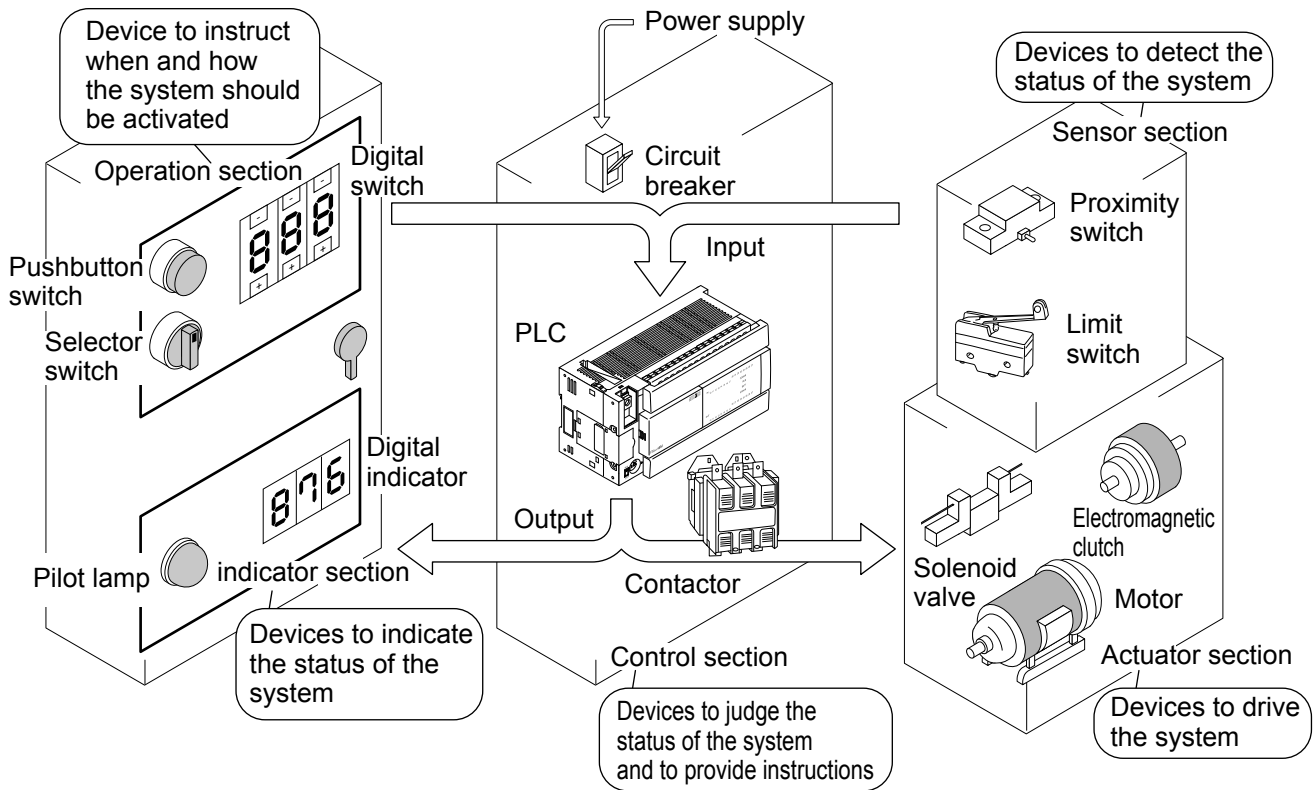 Device to instruct
when and how
the system should
be activated
Operation section
Digital
switch
Pushbutton
switch
Selector
switch
Digital
indicator
876
Pilot lamp
indicator section
Devices to indicate
the status of the
system
Power supply
Circuit
breaker
Input
PLC
Output
Contactor
Control section
Devices to judge the
status of the system
and to provide instructions
Devices to detect the
status of the system
Sensor section
Proximity
switch
Limit
switch
Electromagnetic
clutch
Solenoid
valve
Motor
Actuator section
Devices to drive
the system